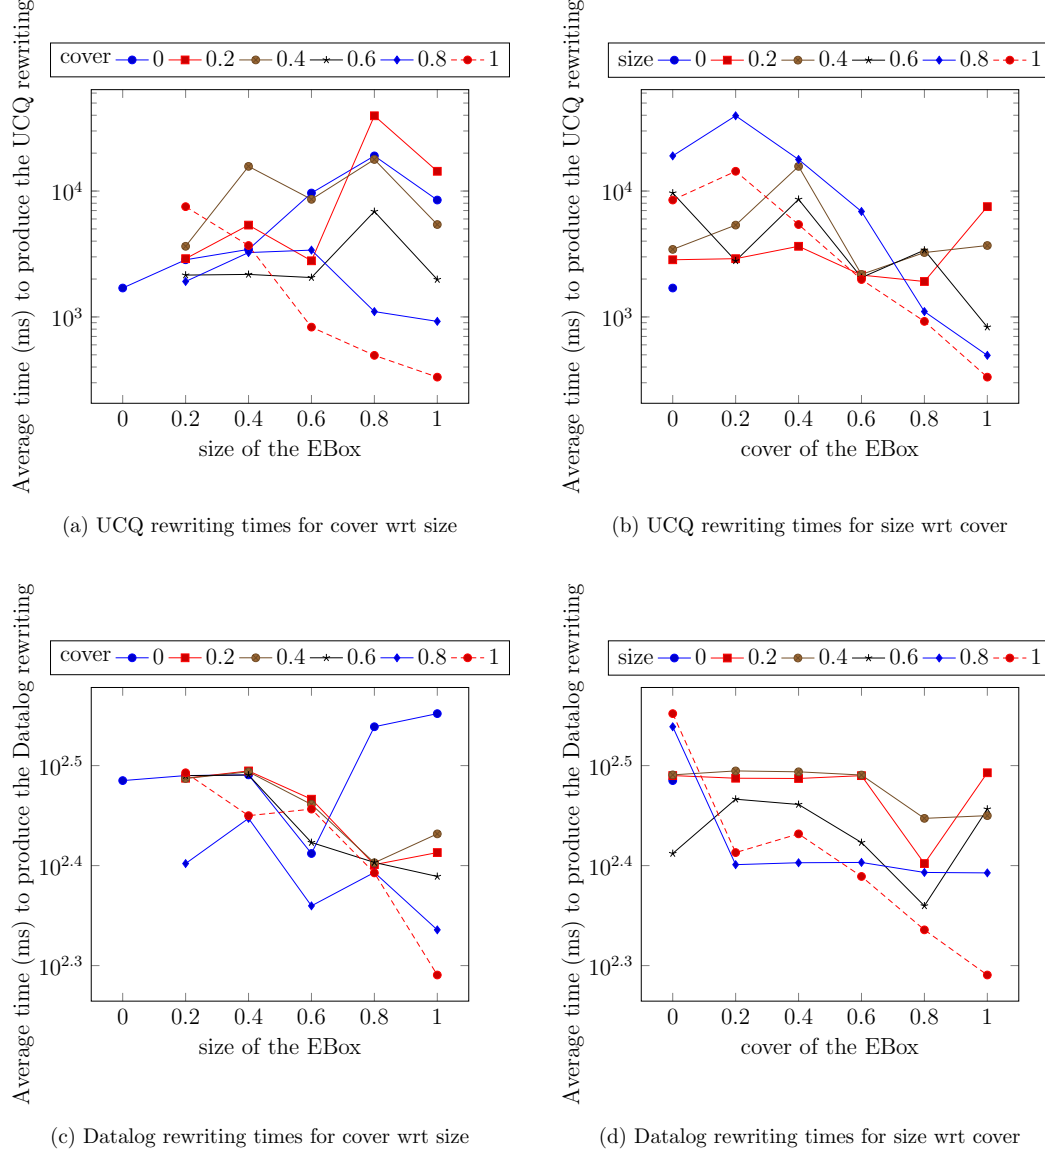 Average time (ms) to produce the UCQ rewriting
cover 0 0.2 0.4 0.6 0.8 1
10^4
10^3
0 0.2 0.4 0.6 0.8 1
size of the EBox
(a) UCQ rewriting times for cover wrt size
Average time (ms) to produce the UCQ rewriting
size 0 0.2 0.4 0.6 0.8 1
10^4
10^3
0 0.2 0.4 0.6 0.8 1
cover of the EBox
(b) UCQ rewriting times for size wrt cover
Average time (ms) to produce the Datalog rewriting
cover 0 0.2 0.4 0.6 0.8 1
10^2.5
10^2.4
10^2.3
0 0.2 0.4 0.6 0.8 1
size of the EBox
(c) Datalog rewriting times for cover wrt size
Average time (ms) to produce the Datalog rewriting
size 0 0.2 0.4 0.6 0.8 1
10^2.5
10^2.4
10^2.3
0 0.2 0.4 0.6 0.8 1
cover of the EBox
(d) Datalog rewriting times for size wrt cover